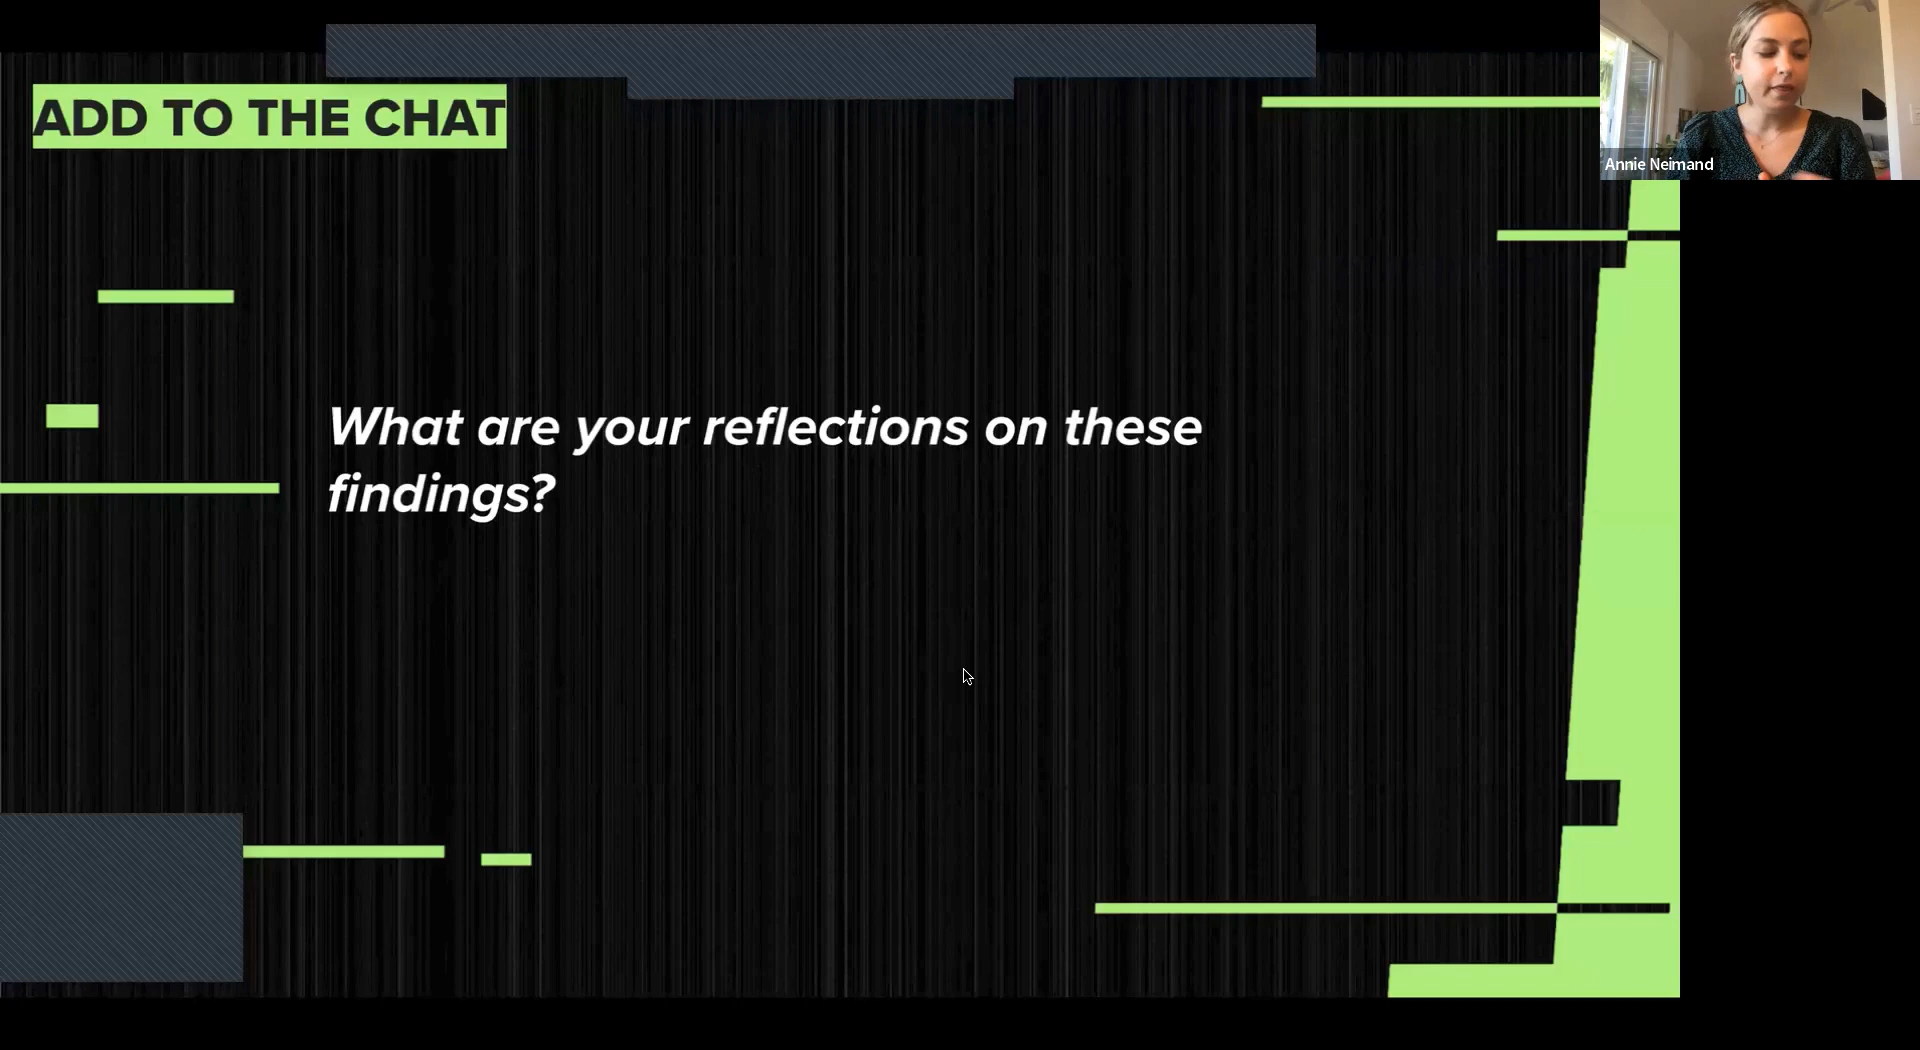 ADD TO THE CHAT
Annie Neimand
What are your reflections on these
findings?